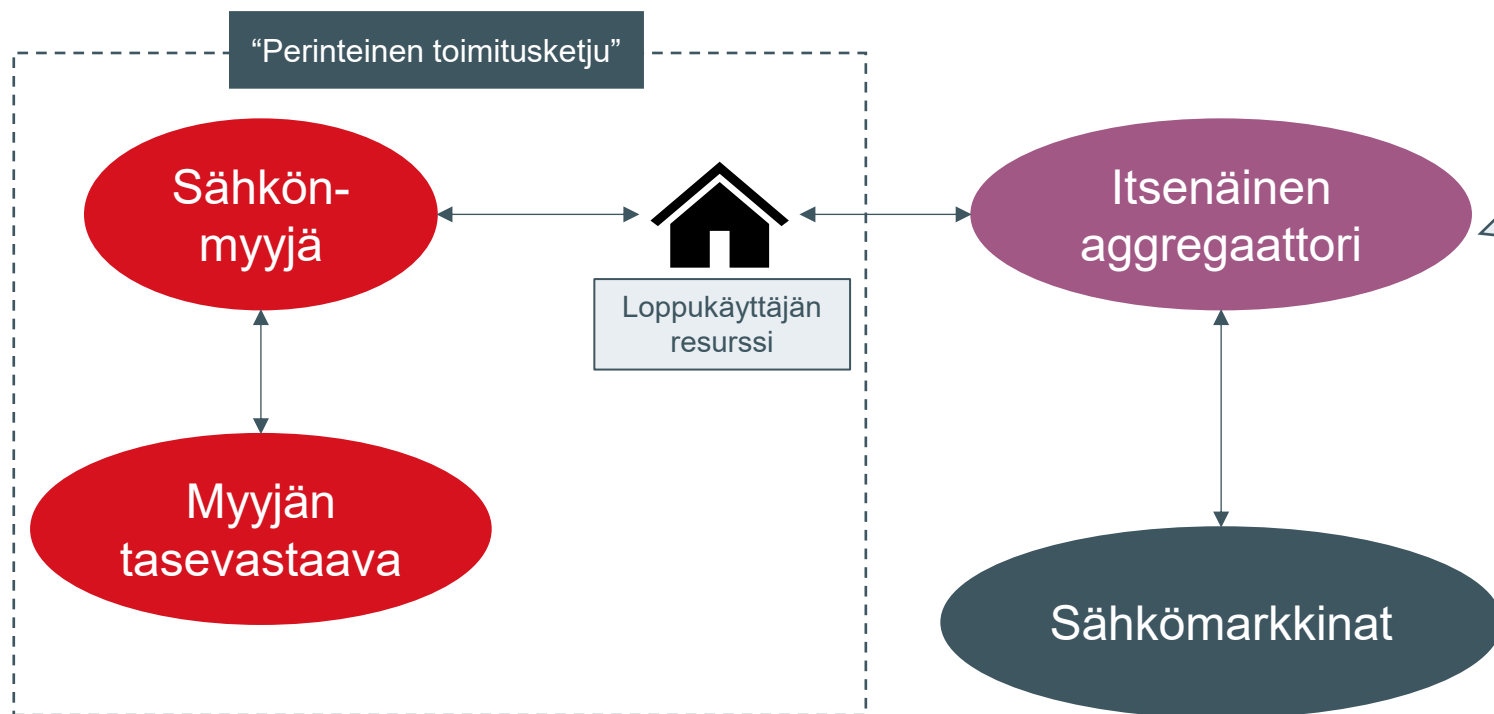 “Perinteinen toimitusketju”
Sähkön-
myyjä
Itsenäinen
aggregaattori
Loppukäyttäjän
resurssi
Myyjän
tasevastaava
Sähkömarkkinat